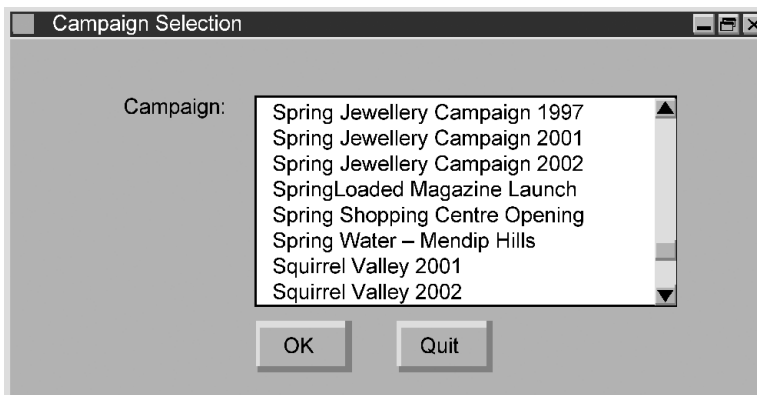 Campaign Selection
Campaign:
Spring Jewellery Campaign 1997
Spring Jewellery Campaign 2001
Spring Jewellery Campaign 2002
SpringLoaded Magazine Launch
Spring Shopping Centre Opening
Spring Water – Mendip Hills
Squirrel Valley 2001
Squirrel Valley 2002
OK Quit